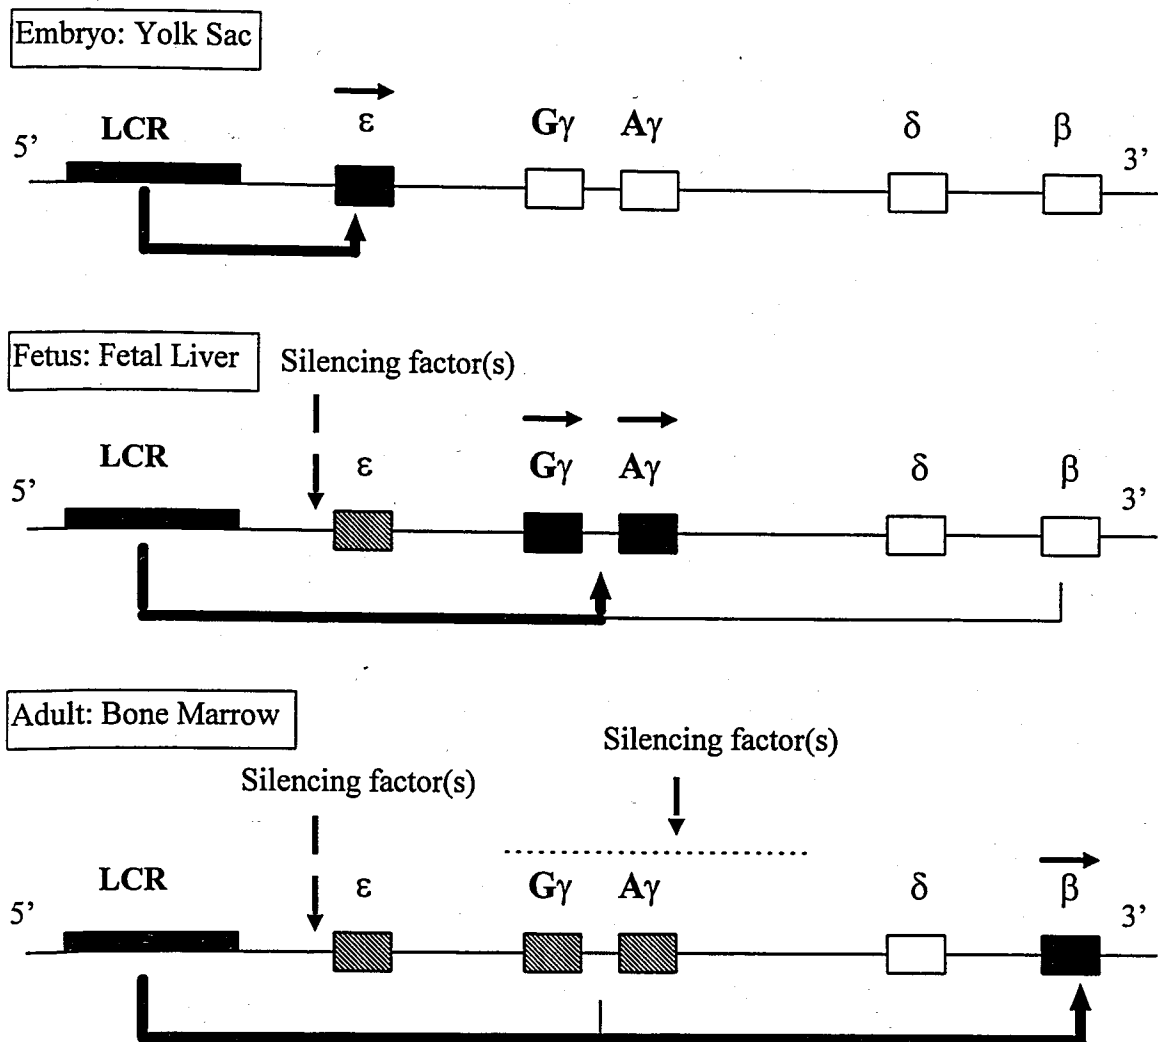 Embryo: Yolk Sac
5’ LCR ε Gγ Aγ δ β 3’
Fetus: Fetal Liver
Silencing factor(s)
5’ LCR ε Gγ Aγ δ β 3’
Adult: Bone Marrow
Silencing factor(s)
Silencing factor(s)
5’ LCR ε Gγ Aγ δ β 3’